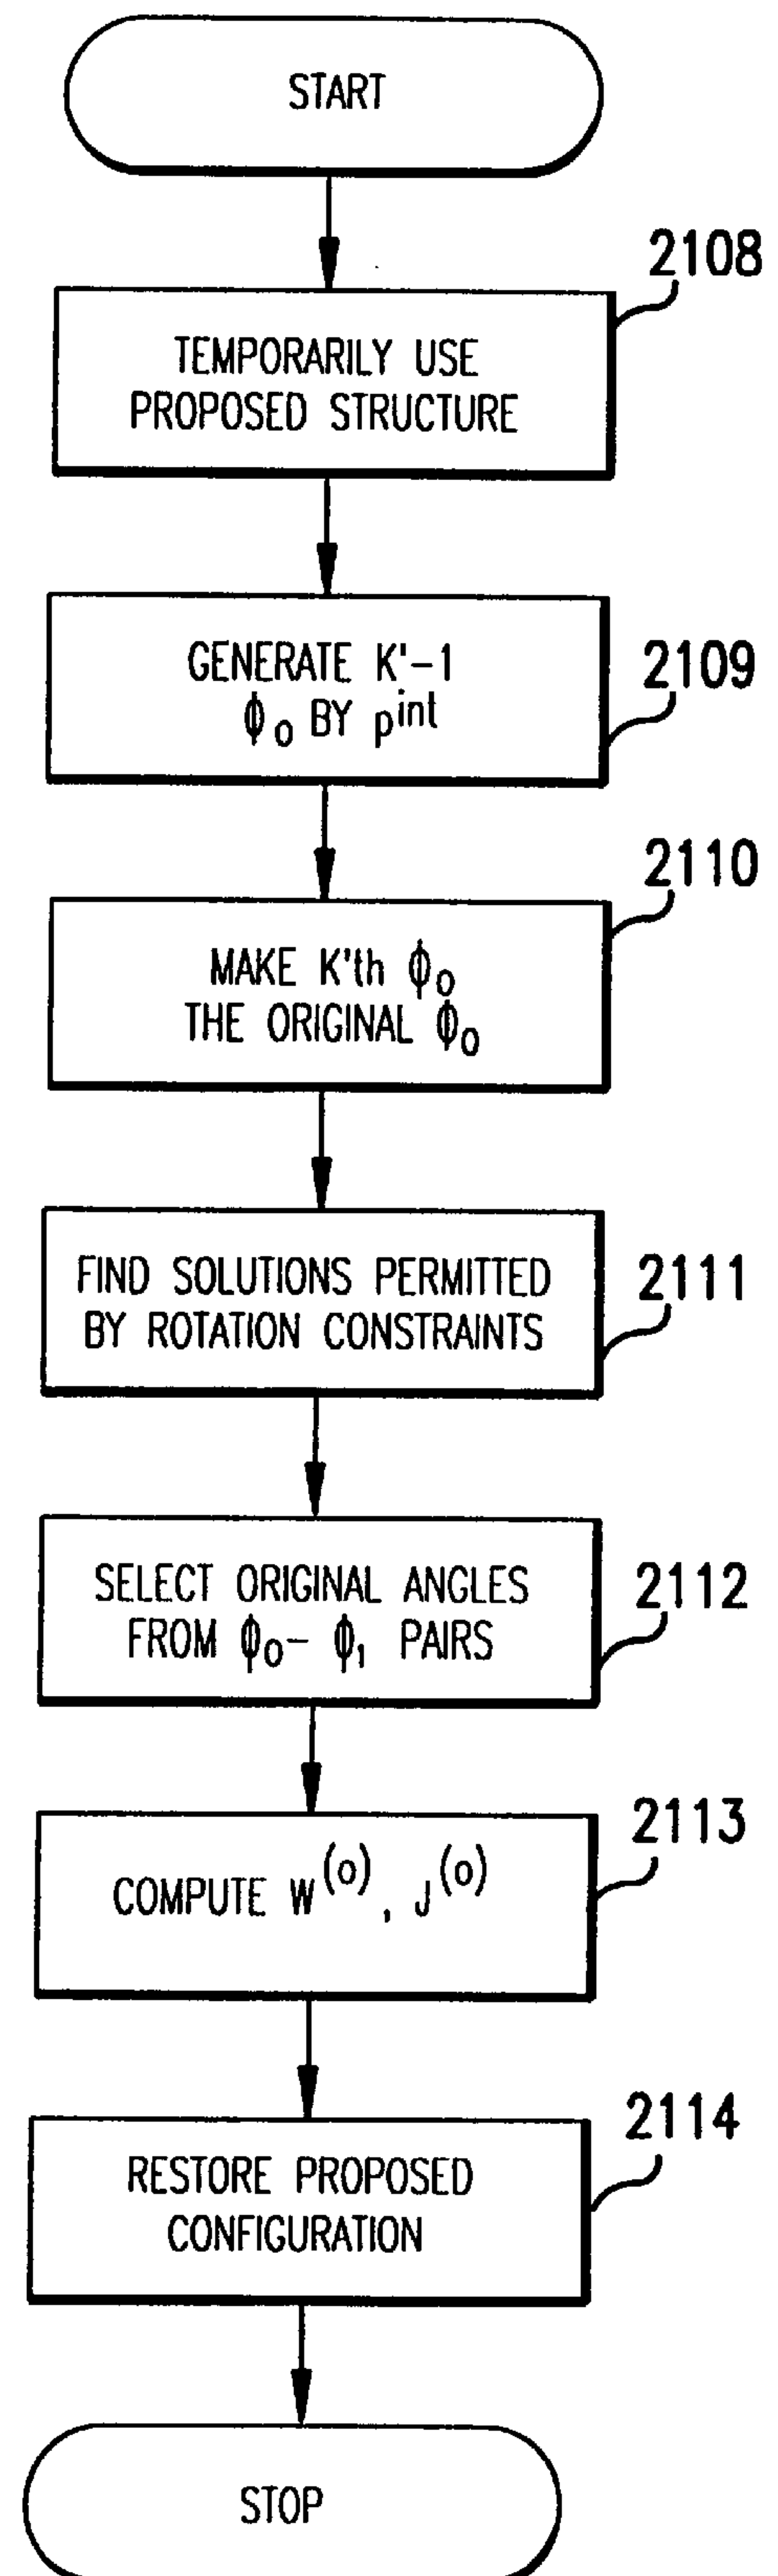 START
2108
TEMPORARILY USE
PROPOSED STRUCTURE
2109
GENERATE K'-1
ϕ₀ BY pⁱⁿᵗ
2110
MAKE K'th ϕ₀
THE ORIGINAL ϕ₀
2111
FIND SOLUTIONS PERMITTED
BY ROTATION CONSTRAINTS
2112
SELECT ORIGINAL ANGLES
FROM ϕ₀- ϕ₁ PAIRS
2113
COMPUTE W⁽⁰⁾, J⁽⁰⁾
2114
RESTORE PROPOSED
CONFIGURATION
STOP